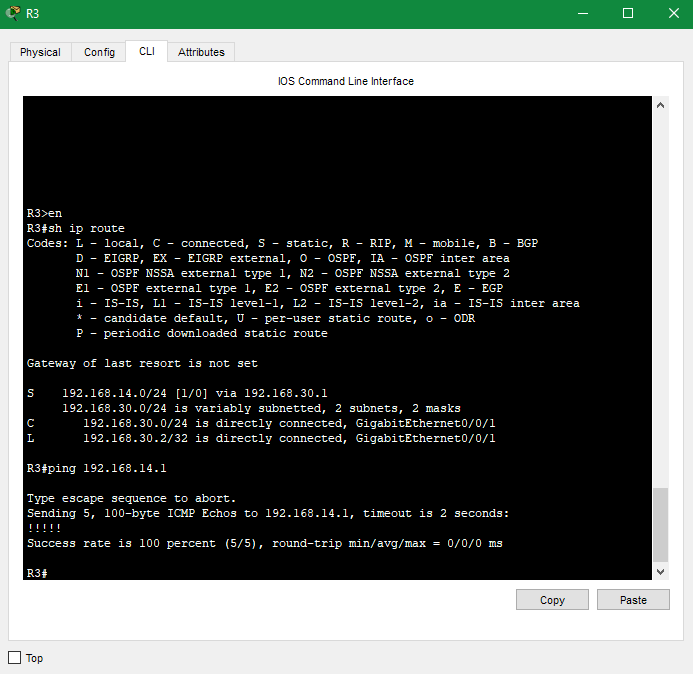 R3
Physical Config CLI Attributes
IOS Command Line Interface
R3>en
R3#sh ip route
Codes: L - local, C - connected, S - static, R - RIP, M - mobile, B - BGP
       D - EIGRP, EX - EIGRP external, O - OSPF, IA - OSPF inter area
       N1 - OSPF NSSA external type 1, N2 - OSPF NSSA external type 2
       E1 - OSPF external type 1, E2 - OSPF external type 2, E - EGP
       i - IS-IS, L1 - IS-IS level-1, L2 - IS-IS level-2, ia - IS-IS inter area
       * - candidate default, U - per-user static route, o - ODR
       P - periodic downloaded static route
Gateway of last resort is not set
S    192.168.14.0/24 [1/0] via 192.168.30.1
     192.168.30.0/24 is variably subnetted, 2 subnets, 2 masks
C       192.168.30.0/24 is directly connected, GigabitEthernet0/0/1
L       192.168.30.2/32 is directly connected, GigabitEthernet0/0/1
R3#ping 192.168.14.1
Type escape sequence to abort.
Sending 5, 100-byte ICMP Echos to 192.168.14.1, timeout is 2 seconds:
!!!!!
Success rate is 100 percent (5/5), round-trip min/avg/max = 0/0/0 ms
R3#
Copy Paste
Top